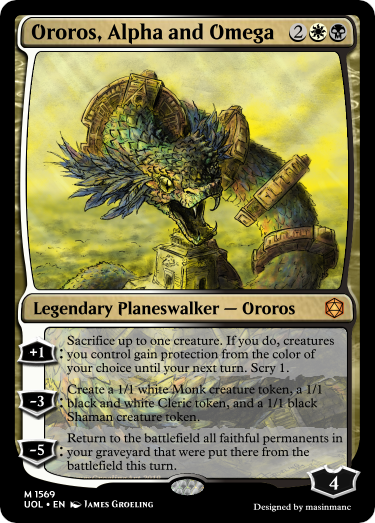 Ororos, Alpha and Omega 2
Legendary Planeswalker — Ororos
+1: Sacrifice up to one creature. If you do, creatures
you control gain protection from the color of
your choice until your next turn. Scry 1.
−3: Create a 1/1 white Monk creature token, a 1/1
black and white Cleric token, and a 1/1 black
Shaman creature token.
−5: Return to the battlefield all faithful permanents in
your graveyard that were put there from the
battlefield this turn.
4
M 1569
UOL • EN James Groeling
Designed by masinmanc